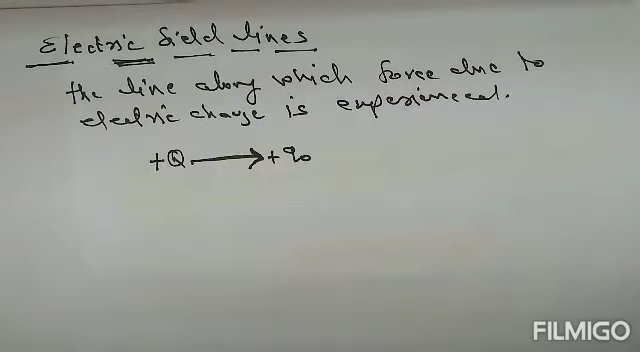 Electric field lines
the line along which force due to
electric charge is experienced.
+Q → +q₀
FILMIGO